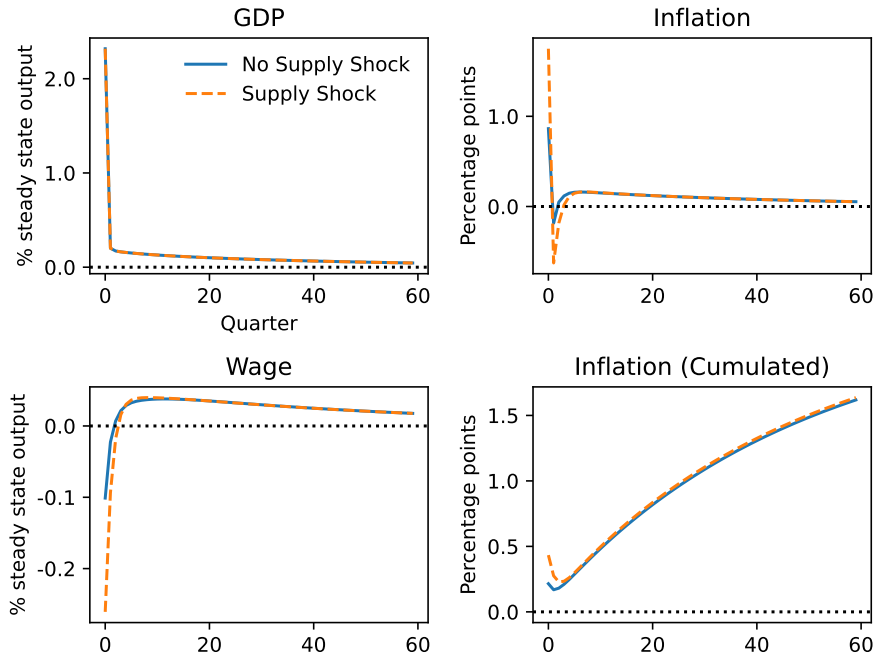 GDP
% steady state output
2.0
1.0
0.0
No Supply Shock
Supply Shock
0 20 40 60
Quarter
Inflation
Percentage points
1.0
0.0
0 20 40 60
Wage
% steady state output
0.0
-0.1
-0.2
0 20 40 60
Inflation (Cumulated)
Percentage points
1.5
1.0
0.5
0.0
0 20 40 60